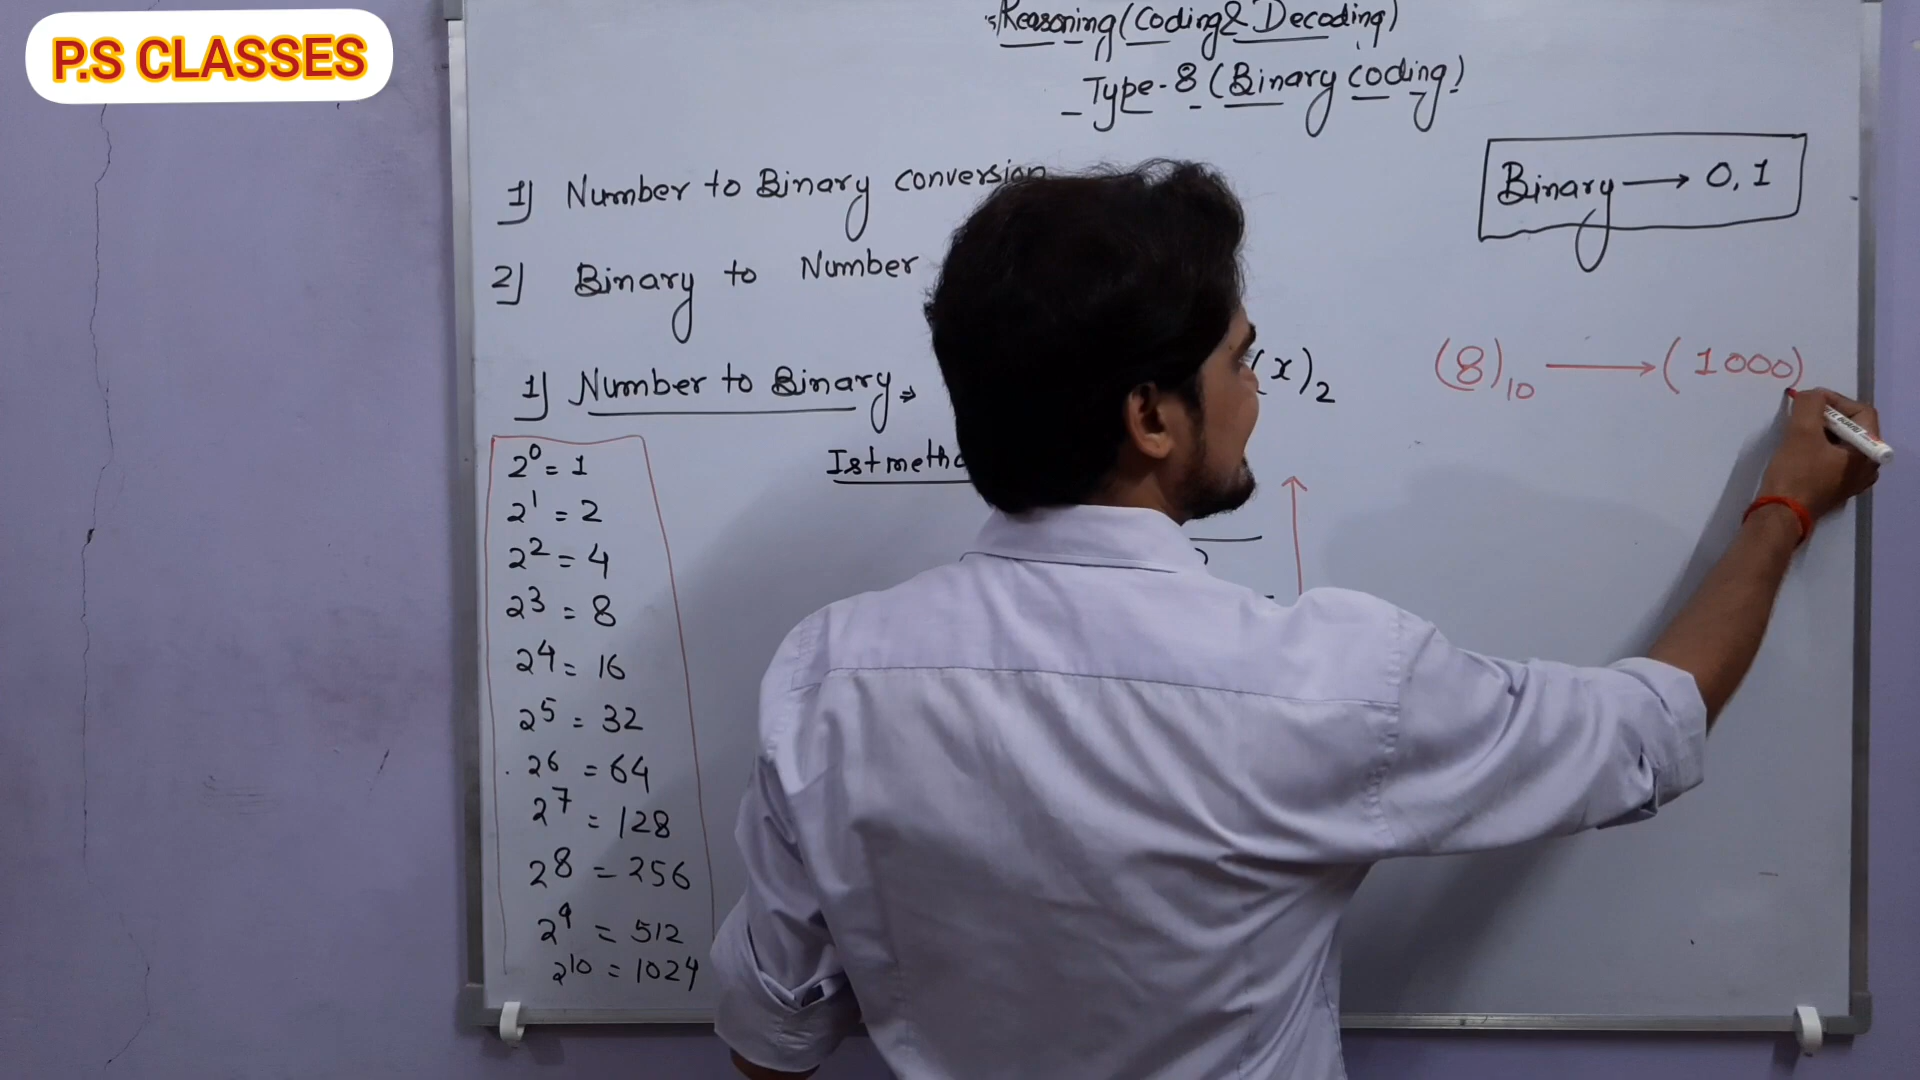 P.S CLASSES
Reasoning (Coding & Decoding)
Type-8 (Binary coding)
1) Number to Binary conversion
2) Binary to Number
Binary → 0, 1
1) Number to Binary ⇒
(x)₂
(8)₁₀ → (1000)
Ist
2⁰ = 1
2¹ = 2
2² = 4
2³ = 8
2⁴ = 16
2⁵ = 32
2⁶ = 64
2⁷ = 128
2⁸ = 256
2⁹ = 512
2¹⁰ = 1024